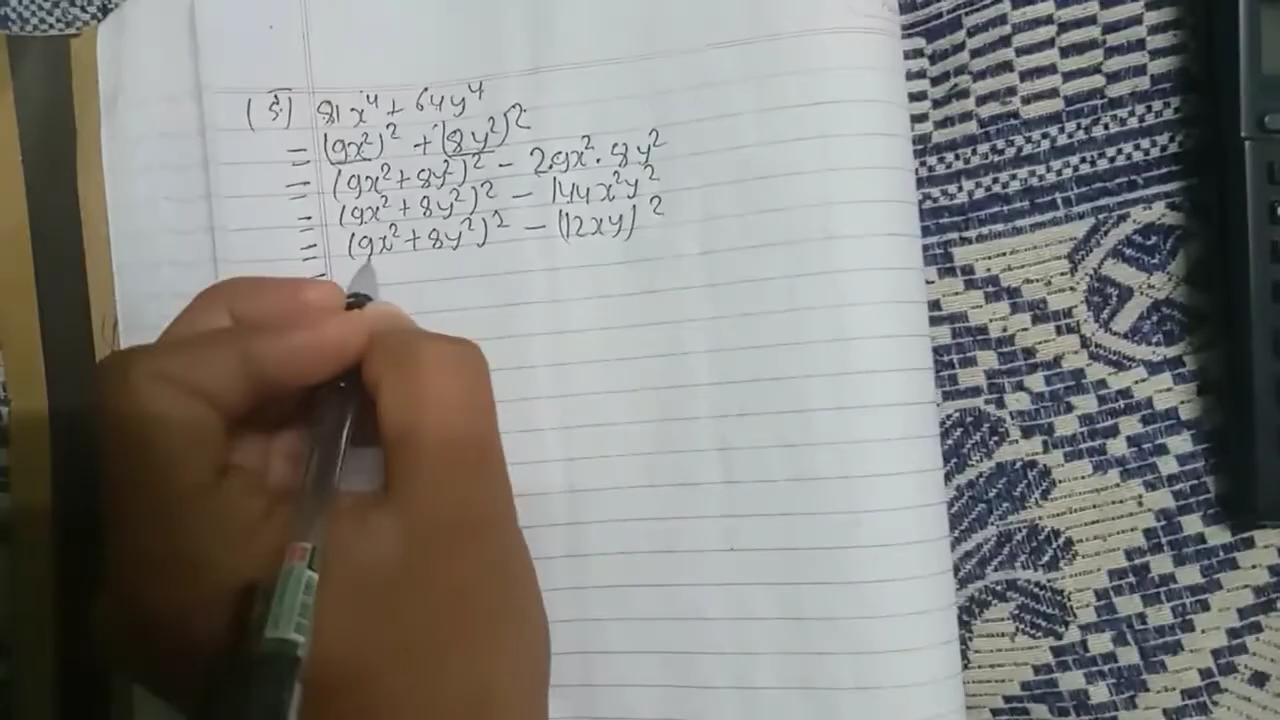 (ङ) 81x⁴ + 64y⁴
= (9x²)² + (8y²)²
= (9x² + 8y²)² - 2.9x².8y²
= (9x² + 8y²)² - 144x²y²
= (9x² + 8y²)² - (12xy)²
=